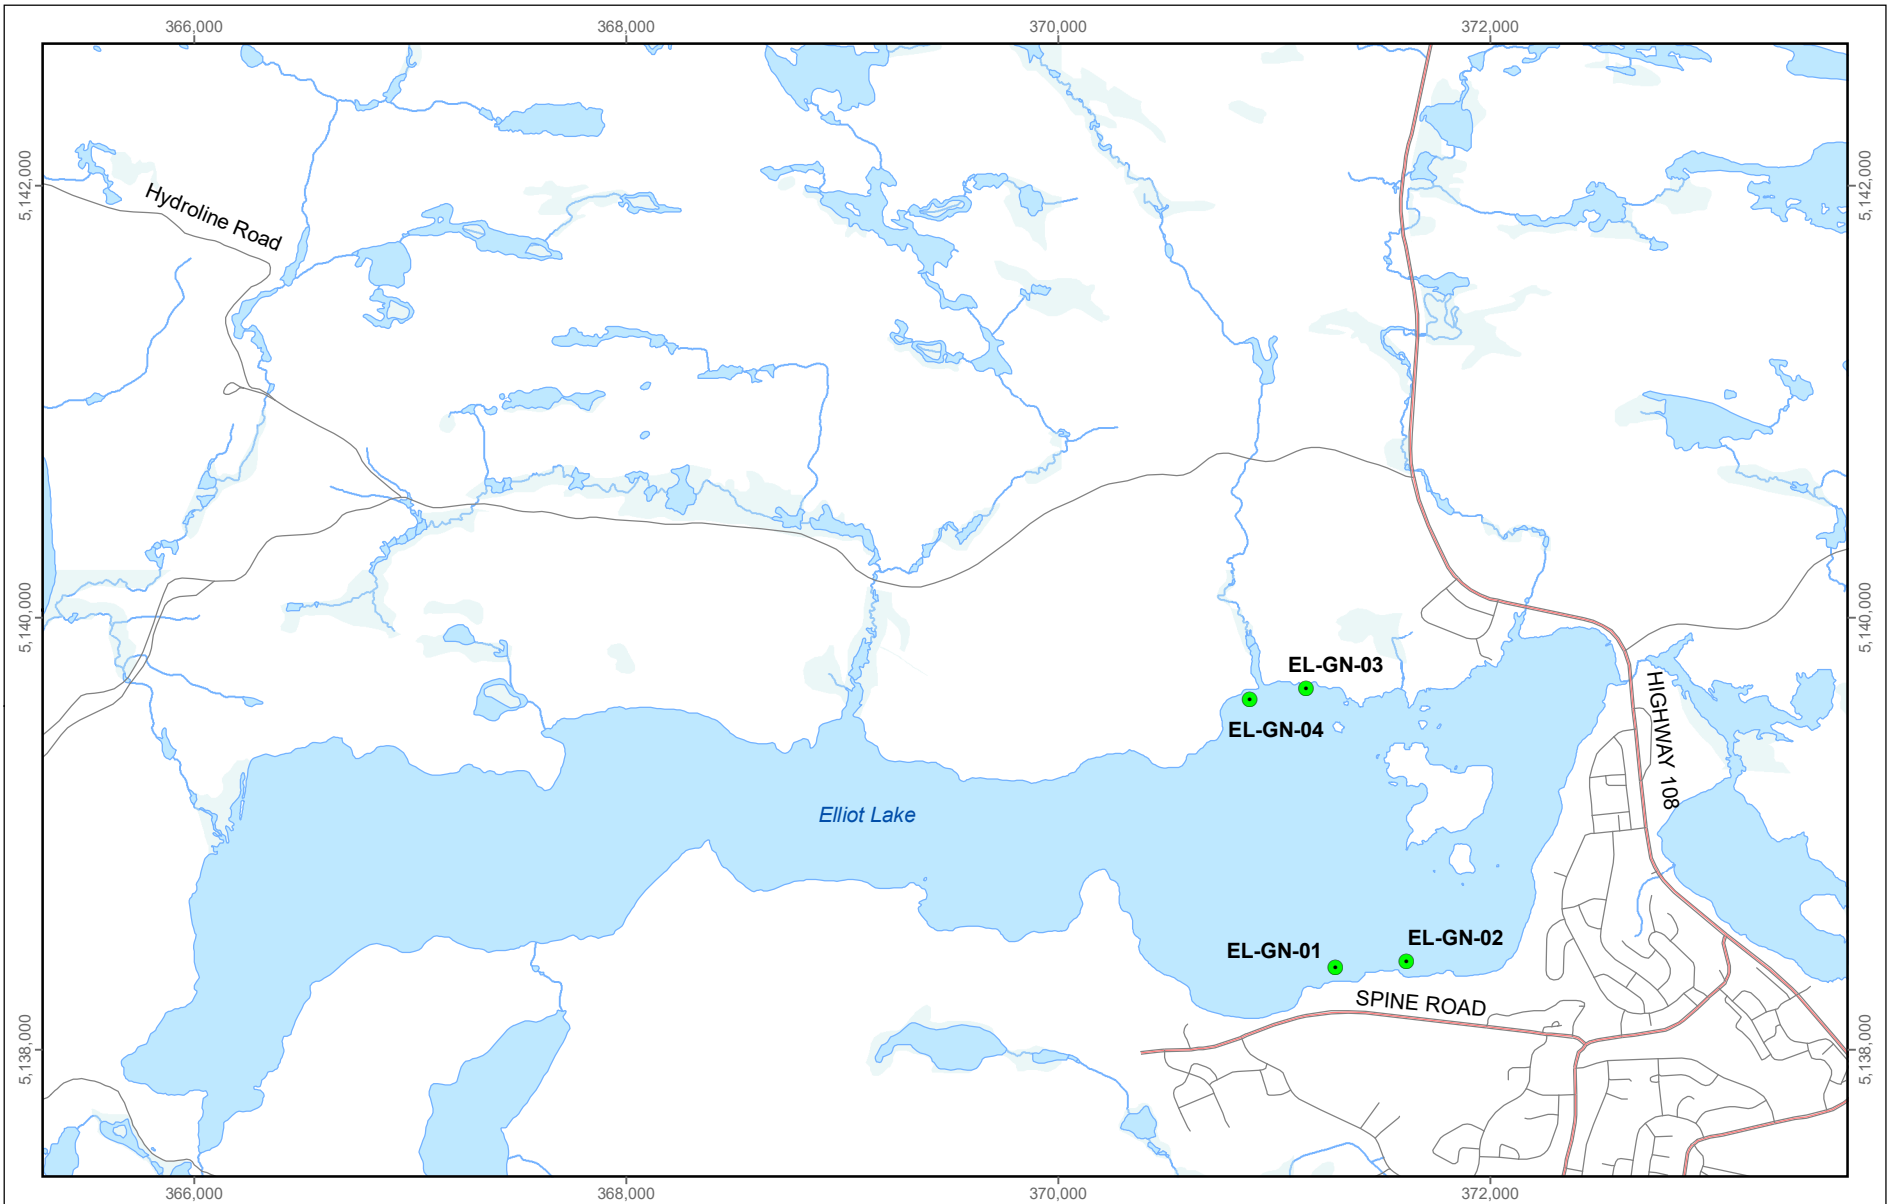 366,000
368,000
370,000
372,000
5,142,000
5,142,000
Hydroline Road
5,140,000
5,140,000
EL-GN-03
EL-GN-04
HIGHWAY 108
Elliot Lake
EL-GN-01
EL-GN-02
SPINE ROAD
5,138,000
5,138,000
366,000
368,000
370,000
372,000